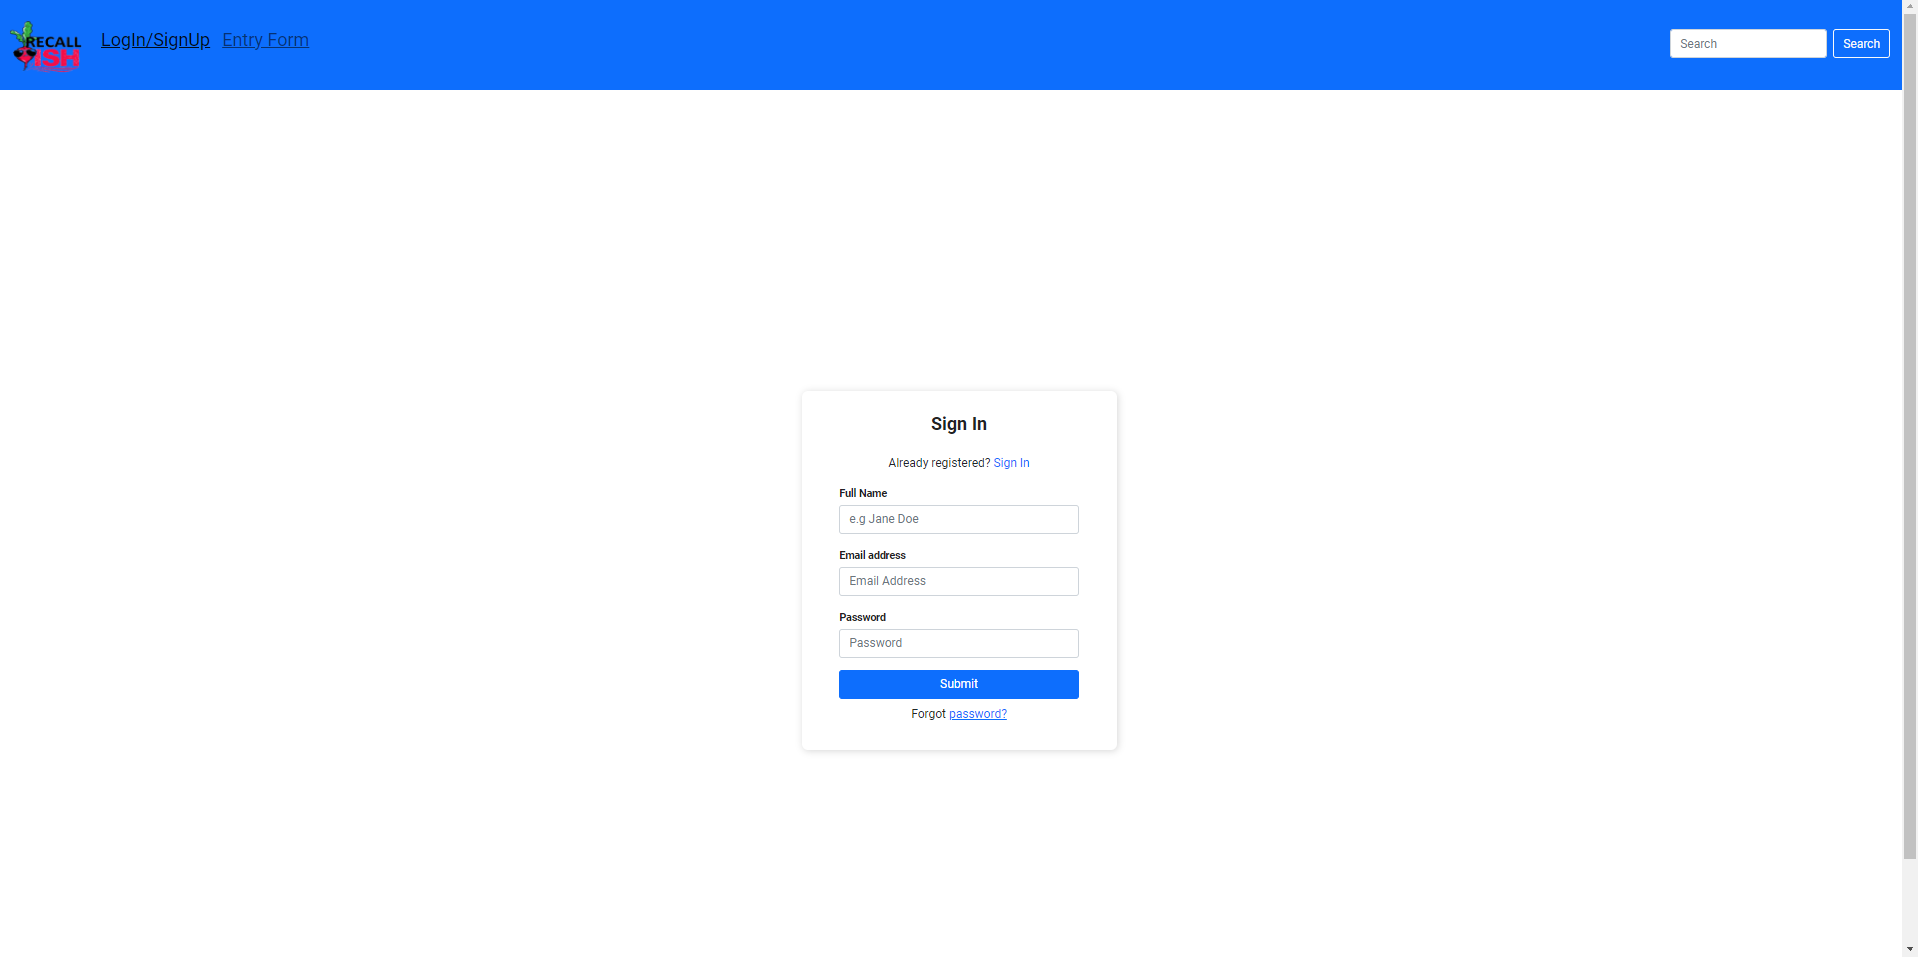 RECALL
ISH
LogIn/SignUp Entry Form
Search Search
Sign In
Already registered? Sign In
Full Name
e.g Jane Doe
Email address
Email Address
Password
Password
Submit
Forgot password?